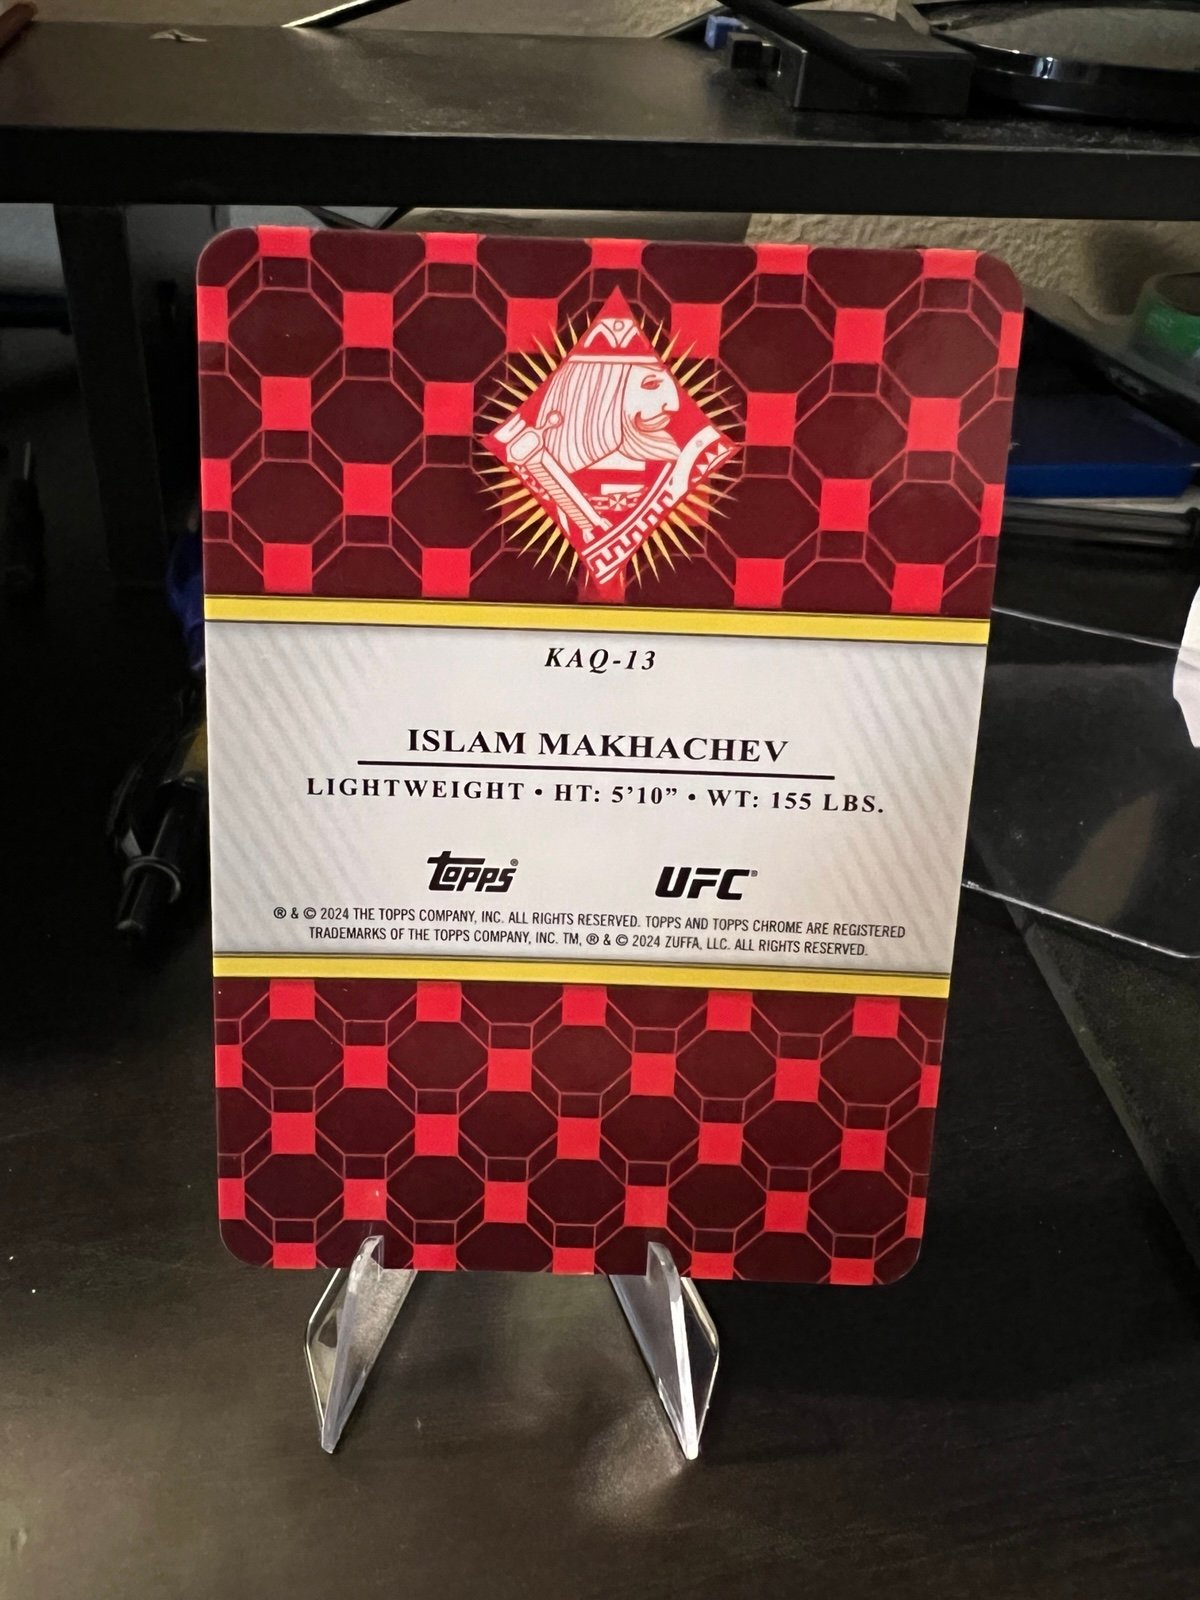 KAQ-13
ISLAM MAKHACHEV
LIGHTWEIGHT • HT: 5’10” • WT: 155 LBS.
topps® UFC®
® & © 2024 THE TOPPS COMPANY, INC. ALL RIGHTS RESERVED. TOPPS AND TOPPS CHROME ARE REGISTERED
TRADEMARKS OF THE TOPPS COMPANY, INC. TM, ® & © 2024 ZUFFA, LLC. ALL RIGHTS RESERVED.